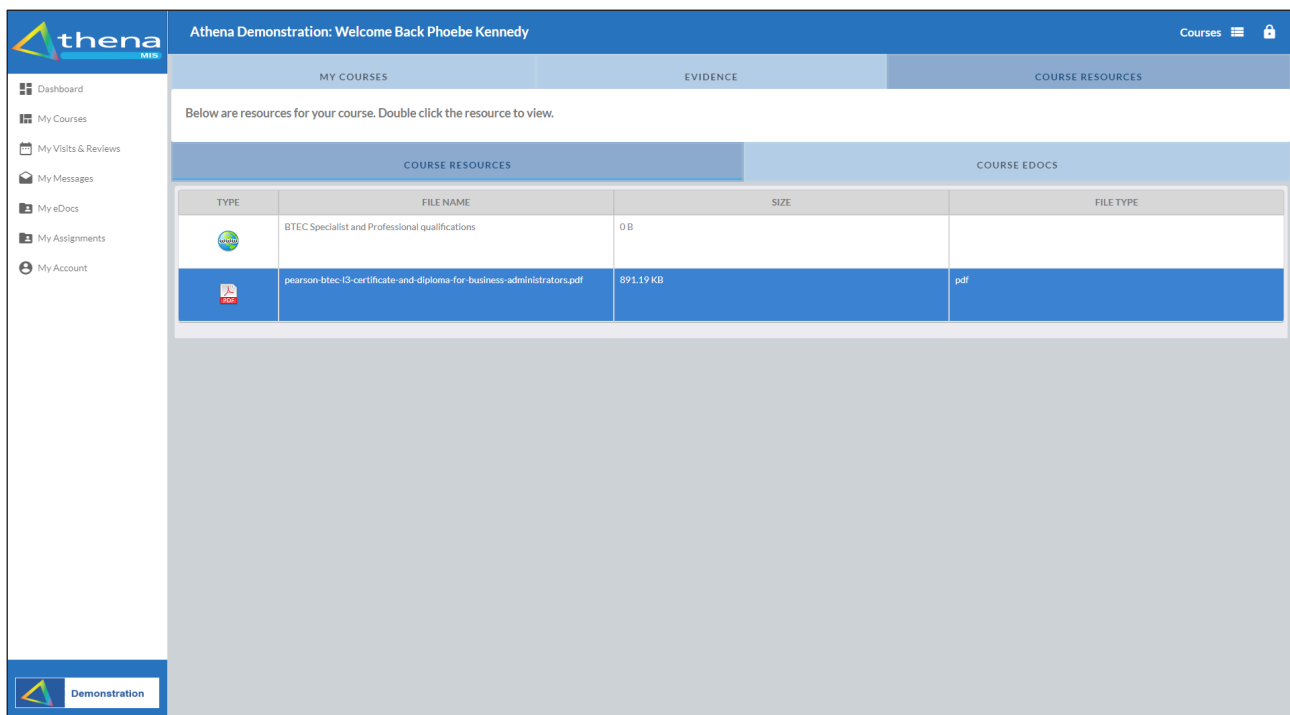 thena
MIS
Athena Demonstration: Welcome Back Phoebe Kennedy
Courses
Dashboard
My Courses
My Visits & Reviews
My Messages
My eDocs
My Assignments
My Account
MY COURSES
EVIDENCE
COURSE RESOURCES
Below are resources for your course. Double click the resource to view.
COURSE RESOURCES
COURSE EDOCS
TYPE
FILE NAME
SIZE
FILE TYPE
www
BTEC Specialist and Professional qualifications
0 B
PDF
pearson-btec-l3-certificate-and-diploma-for-business-administrators.pdf
891.19 KB
pdf
Demonstration